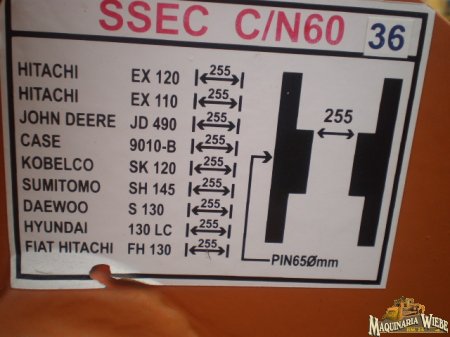 SSEC C/N60 36
HITACHI EX 120 255
HITACHI EX 110 255
JOHN DEERE JD 490 255
CASE 9010-B 255
KOBELCO SK 120 255
SUMITOMO SH 145 255
DAEWOO S 130 255
HYUNDAI 130 LC 255
FIAT HITACHI FH 130 255
255
PIN65Ømm
MAQUINARIA WIEBE